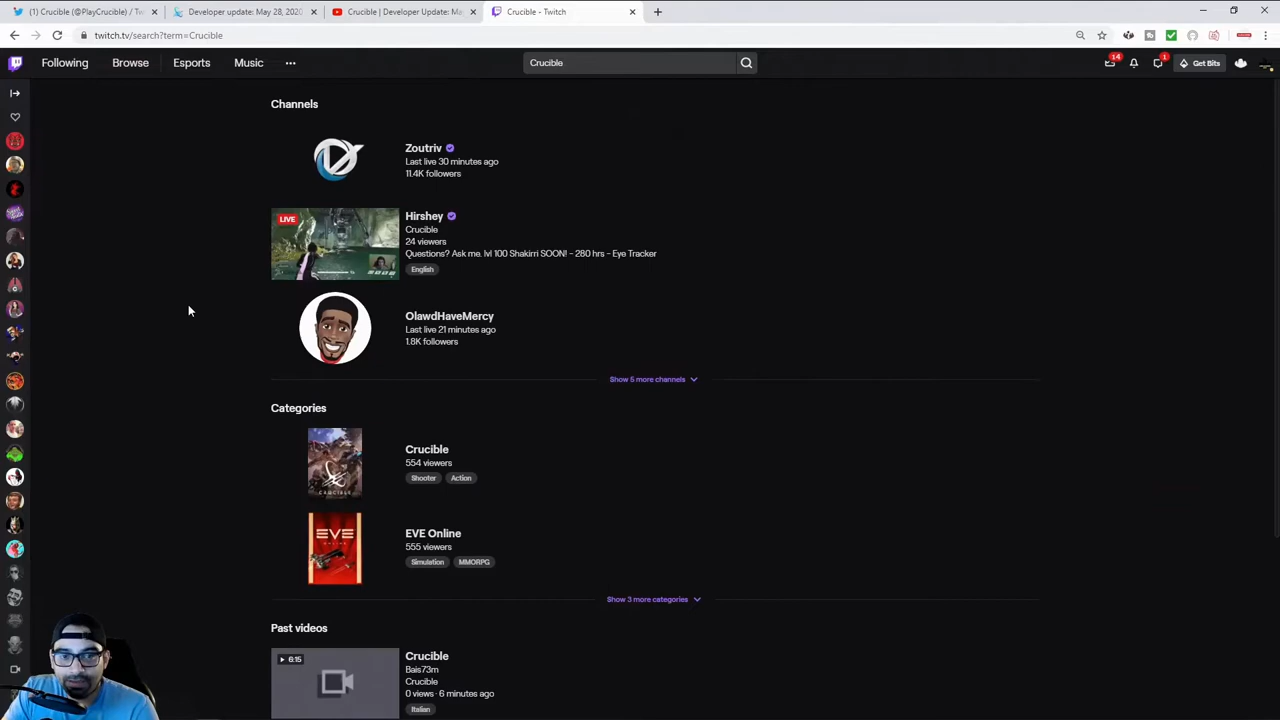 (1) Crucible (@PlayCrucible) / Tw
Developer update: May 28, 2020
Crucible | Developer Update: Ma
Crucible - Twitch
twitch.tv/search?term=Crucible
Following
Browse
Esports
Music
Crucible
14
1
Get Bits
Channels
Zoutriv
Last live 30 minutes ago
11.4K followers
LIVE
Hirshey
Crucible
24 viewers
Questions? Ask me. lvl 100 Shakirri SOON! - 280 hrs - Eye Tracker
English
OlawdHaveMercy
Last live 21 minutes ago
1.8K followers
Show 5 more channels
Categories
CRUCIBLE
Crucible
554 viewers
Shooter
Action
EVE
ONLINE
EVE Online
555 viewers
Simulation
MMORPG
Show 3 more categories
Past videos
6:15
Crucible
Bais73m
Crucible
0 views · 6 minutes ago
Italian